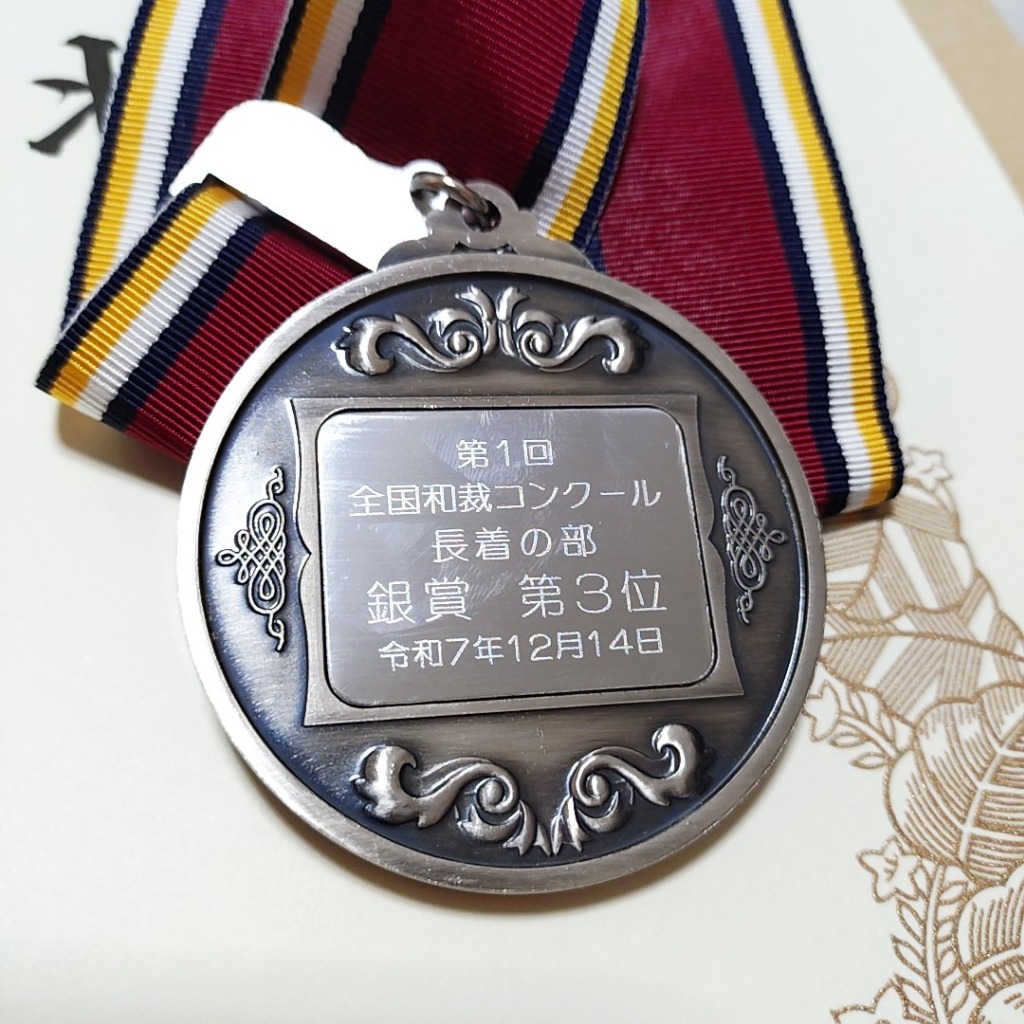 第1回
全国和裁コンクール
長着の部
銀賞 第3位
令和7年12月14日